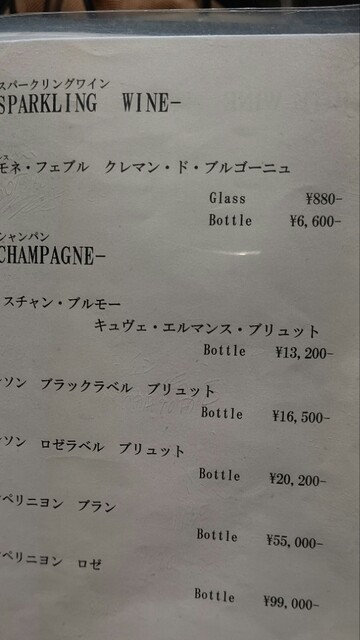 スパークリングワイン
SPARKLING WINE-
モネ・フェブル クレマン・ド・ブルゴーニュ
Glass ¥880-
Bottle ¥6,600-
シャンパン
CHAMPAGNE-
スチャン・ブルモー
キュヴェ・エルマンス・ブリュット
Bottle ¥13,200-
ンソン ブラックラベル ブリュット
Bottle ¥16,500-
ンソン ロゼラベル ブリュット
Bottle ¥20,200-
ペリニヨン ブラン
Bottle ¥55,000-
ペリニヨン ロゼ
Bottle ¥99,000-